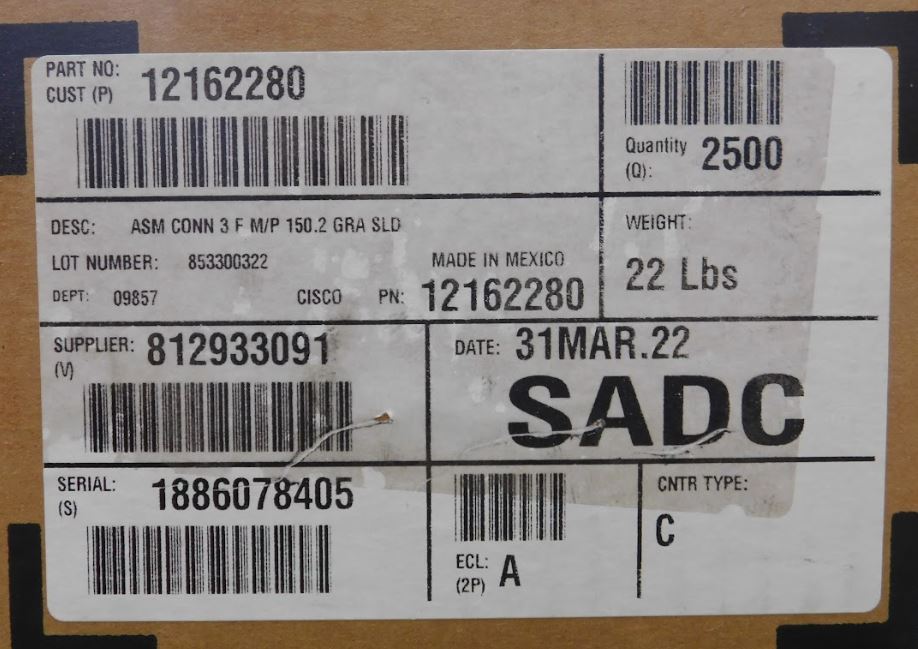 PART NO: 12162280
CUST (P)
Quantity 2500
(Q):
DESC: ASM CONN 3 F M/P 150.2 GRA SLD
WEIGHT:
22 Lbs
LOT NUMBER: 853300322 MADE IN MEXICO
DEPT: 09857 CISCO PN: 12162280
SUPPLIER: 812933091
(V)
DATE: 31MAR.22
SADC
SERIAL: 1886078405
(S)
ECL: A
(2P)
CNTR TYPE:
C